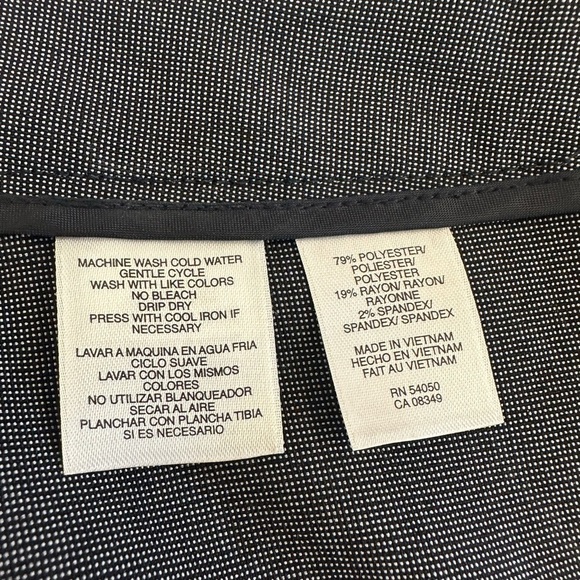 MACHINE WASH COLD WATER
GENTLE CYCLE
WASH WITH LIKE COLORS
NO BLEACH
DRIP DRY
PRESS WITH COOL IRON IF
NECESSARY
LAVAR A MAQUINA EN AGUA FRIA
CICLO SUAVE
LAVAR CON LOS MISMOS
COLORES
NO UTILIZAR BLANQUEADOR
SECAR AL AIRE
PLANCHAR CON PLANCHA TIBIA
SI ES NECESARIO
79% POLYESTER/
POLIESTER/
POLYESTER
19% RAYON/ RAYON/
RAYONNE
2% SPANDEX/
SPANDEX/ SPANDEX
MADE IN VIETNAM
HECHO EN VIETNAM
FAIT AU VIETNAM
RN 54050
CA 08349